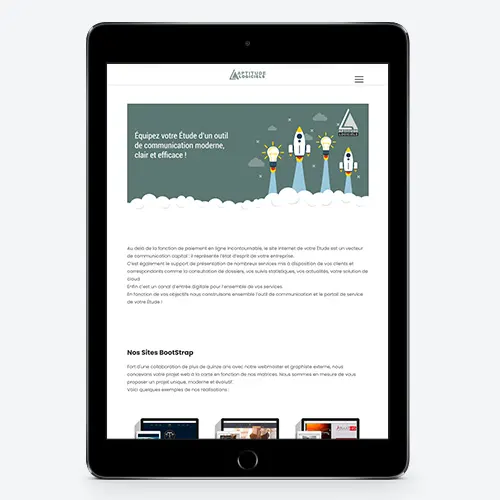 APTITUDE
LOGICIELS
Équipez votre Étude d'un outil
de communication moderne,
clair et efficace !
Au delà de la fonction de paiement en ligne incontournable, le site internet de votre Étude est un vecteur
de communication capital : il représente l'état d'esprit de votre entreprise.
C'est également le support de présentation de nombreux services mis à disposition de vos clients et
correspondants comme la consultation de dossiers, vos suivis statistiques, vos actualités, votre solution de
cloud.
Enfin c'est un canal d'entrée digitale pour l'ensemble de vos services.
En fonction de vos objectifs nous construisons ensemble l'outil de communication et le portail de service
de votre Étude !
Nos Sites BootStrap
Fort d'une collaboration de plus de quinze ans avec notre webmaster et graphiste externe, nous
concevons votre projet web à la carte en fonction de nos matrices. Nous sommes en mesure de vous
proposer un projet unique, moderne et évolutif.
Voici quelques exemples de nos réalisations :